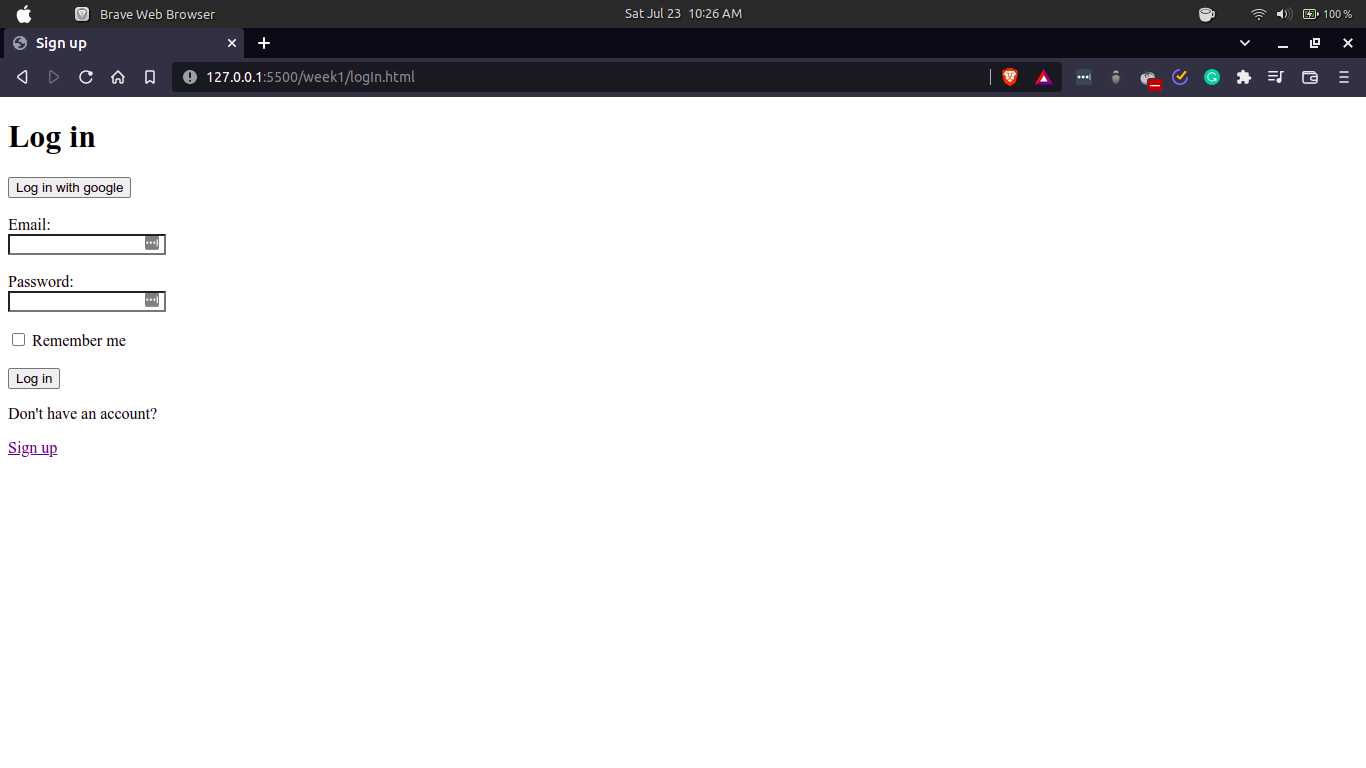 Brave Web Browser
Sat Jul 23 10:26 AM
100 %
Sign up
127.0.0.1:5500/week1/logIn.html
Log in
Log in with google
Email:
Password:
Remember me
Log in
Don't have an account?
Sign up